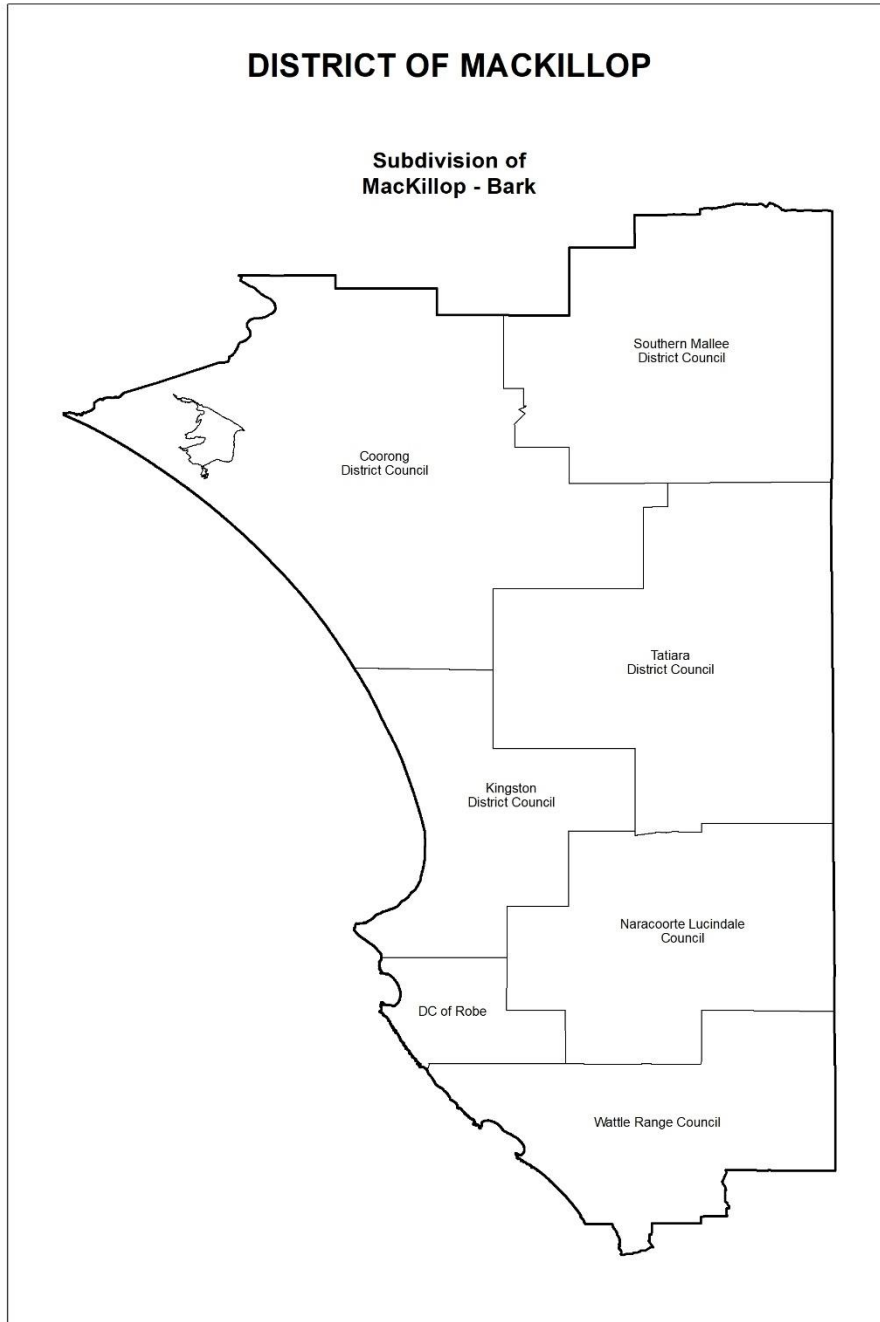 DISTRICT OF MACKILLOP
Subdivision of
MacKillop - Bark
Southern Mallee
District Council
Coorong
District Council
Tatiara
District Council
Kingston
District Council
Naracoorte Lucindale
Council
DC of Robe
Wattle Range Council